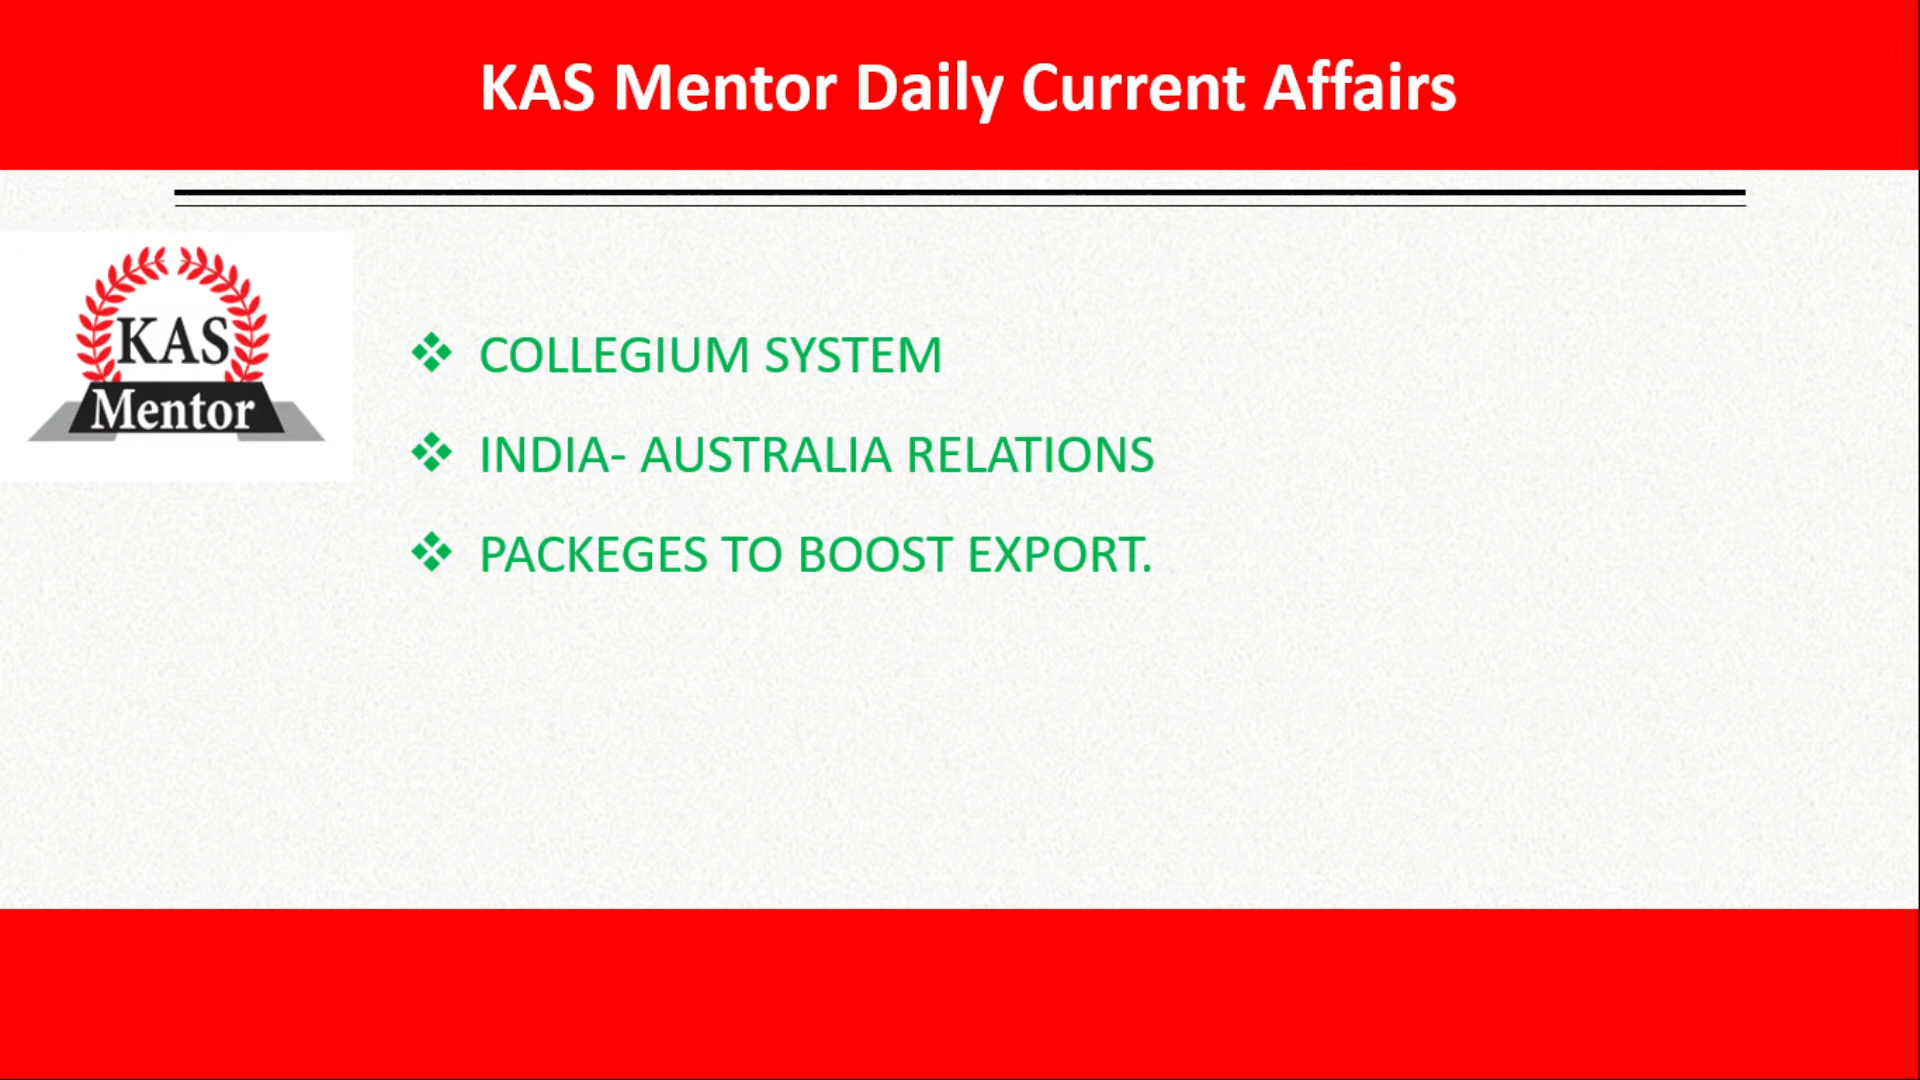 KAS Mentor Daily Current Affairs
KAS
Mentor
❖ COLLEGIUM SYSTEM
❖ INDIA- AUSTRALIA RELATIONS
❖ PACKEGES TO BOOST EXPORT.